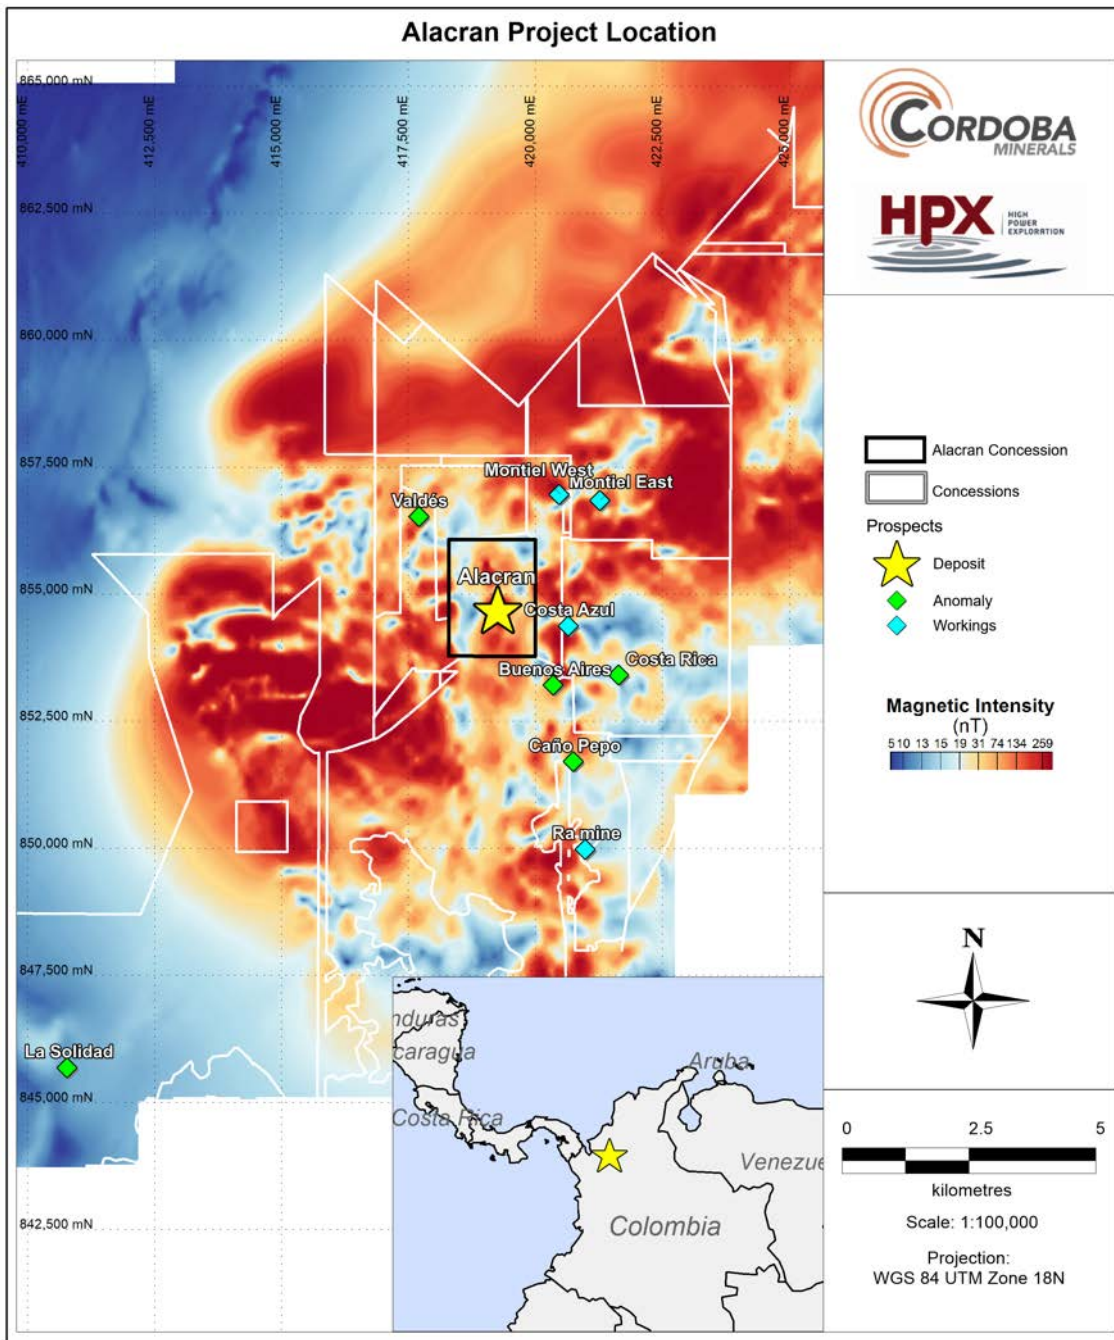 Alacran Project Location
865,000 mN
862,500 mN
860,000 mN
857,500 mN
855,000 mN
852,500 mN
850,000 mN
847,500 mN
845,000 mN
842,500 mN
410,000 mE
412,500 mE
415,000 mE
417,500 mE
420,000 mE
422,500 mE
425,000 mE
Montiel West
Montiel East
Valdés
Alacran
Costa Azul
Buenos Aires
Costa Rica
Caño Pepo
Ra mine
La Solidad
nduras
caragua
Costa Rica
Aruba
Venezue
Colombia
CORDOBA
MINERALS
HPX
HIGH
POWER
EXPLORATION
Alacran Concession
Concessions
Prospects
Deposit
Anomaly
Workings
Magnetic Intensity
(nT)
510 13 15 19 31 74 134 259
N
0 2.5 5
kilometres
Scale: 1:100,000
Projection:
WGS 84 UTM Zone 18N